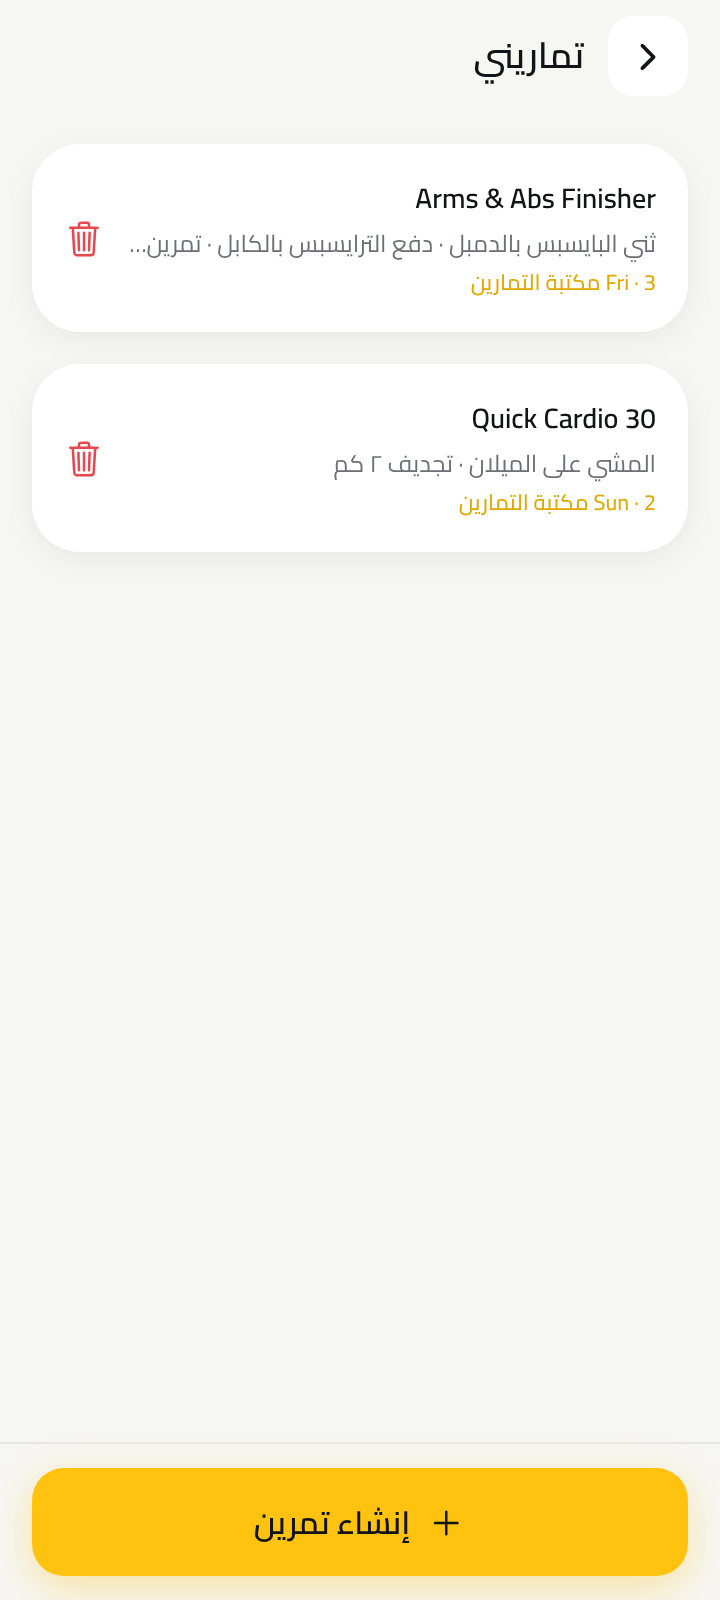 تماريني
Arms & Abs Finisher
ثني البايسبس بالدمبل · دفع الترايسبس بالكابل · تمرين...
3 · Fri مكتبة التمارين
Quick Cardio 30
المشي على الميلان · تجديف ٢ كم
2 · Sun مكتبة التمارين
إنشاء تمرين